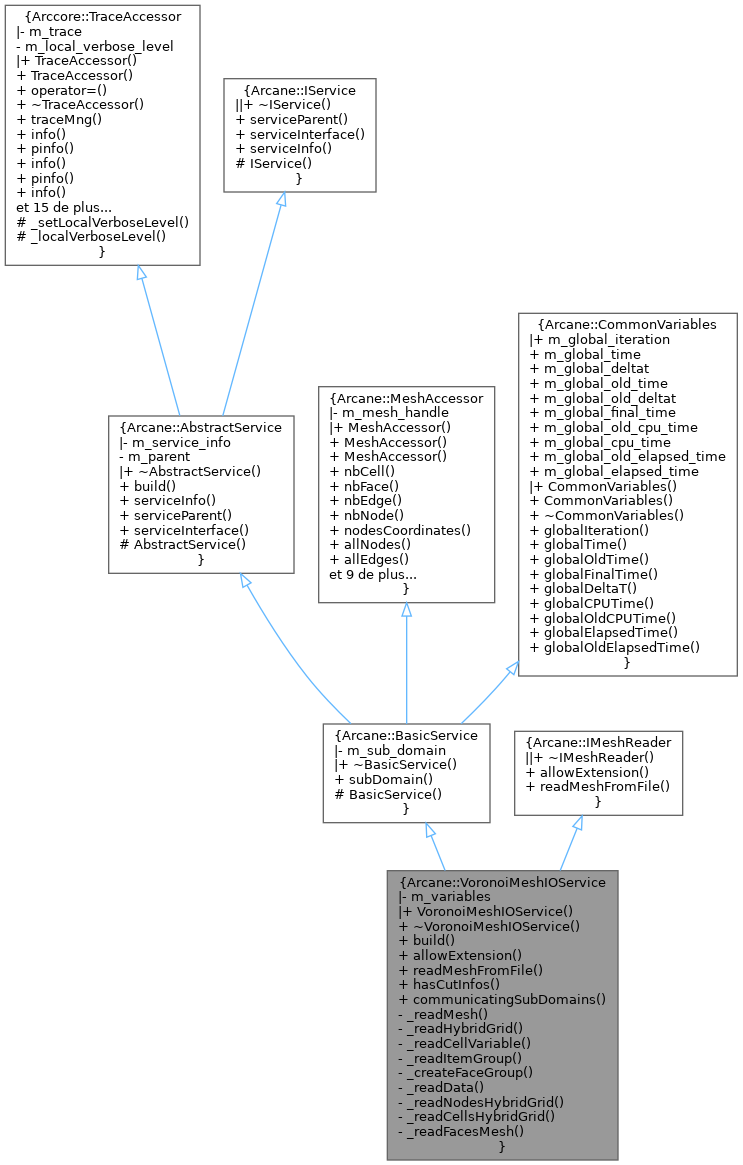 {Arccore::TraceAccessor
|- m_trace
- m_local_verbose_level
|+ TraceAccessor()
+ TraceAccessor()
+ operator=()
+ ~TraceAccessor()
+ traceMng()
+ info()
+ pinfo()
+ info()
+ pinfo()
+ info()
et 15 de plus...
# _setLocalVerboseLevel()
# _localVerboseLevel()
}
{Arcane::IService
||+ ~IService()
+ serviceParent()
+ serviceInterface()
+ serviceInfo()
# IService()
}
{Arcane::AbstractService
|- m_service_info
- m_parent
|+ ~AbstractService()
+ build()
+ serviceInfo()
+ serviceParent()
+ serviceInterface()
# AbstractService()
}
{Arcane::MeshAccessor
|- m_mesh_handle
|+ MeshAccessor()
+ MeshAccessor()
+ MeshAccessor()
+ nbCell()
+ nbFace()
+ nbEdge()
+ nbNode()
+ nodesCoordinates()
+ allNodes()
+ allEdges()
et 9 de plus...
}
{Arcane::CommonVariables
|+ m_global_iteration
+ m_global_time
+ m_global_deltat
+ m_global_old_time
+ m_global_old_deltat
+ m_global_final_time
+ m_global_old_cpu_time
+ m_global_cpu_time
+ m_global_old_elapsed_time
+ m_global_elapsed_time
|+ CommonVariables()
+ CommonVariables()
+ ~CommonVariables()
+ globalIteration()
+ globalTime()
+ globalOldTime()
+ globalFinalTime()
+ globalDeltaT()
+ globalCPUTime()
+ globalOldCPUTime()
+ globalElapsedTime()
+ globalOldElapsedTime()
}
{Arcane::BasicService
|- m_sub_domain
|+ ~BasicService()
+ subDomain()
# BasicService()
}
{Arcane::IMeshReader
||+ ~IMeshReader()
+ allowExtension()
+ readMeshFromFile()
}
{Arcane::VoronoiMeshIOService
|- m_variables
|+ VoronoiMeshIOService()
+ ~VoronoiMeshIOService()
+ build()
+ allowExtension()
+ readMeshFromFile()
+ hasCutInfos()
+ communicatingSubDomains()
- _readMesh()
- _readHybridGrid()
- _readCellVariable()
- _readItemGroup()
- _createFaceGroup()
- _readData()
- _readNodesHybridGrid()
- _readCellsHybridGrid()
- _readFacesMesh()
}